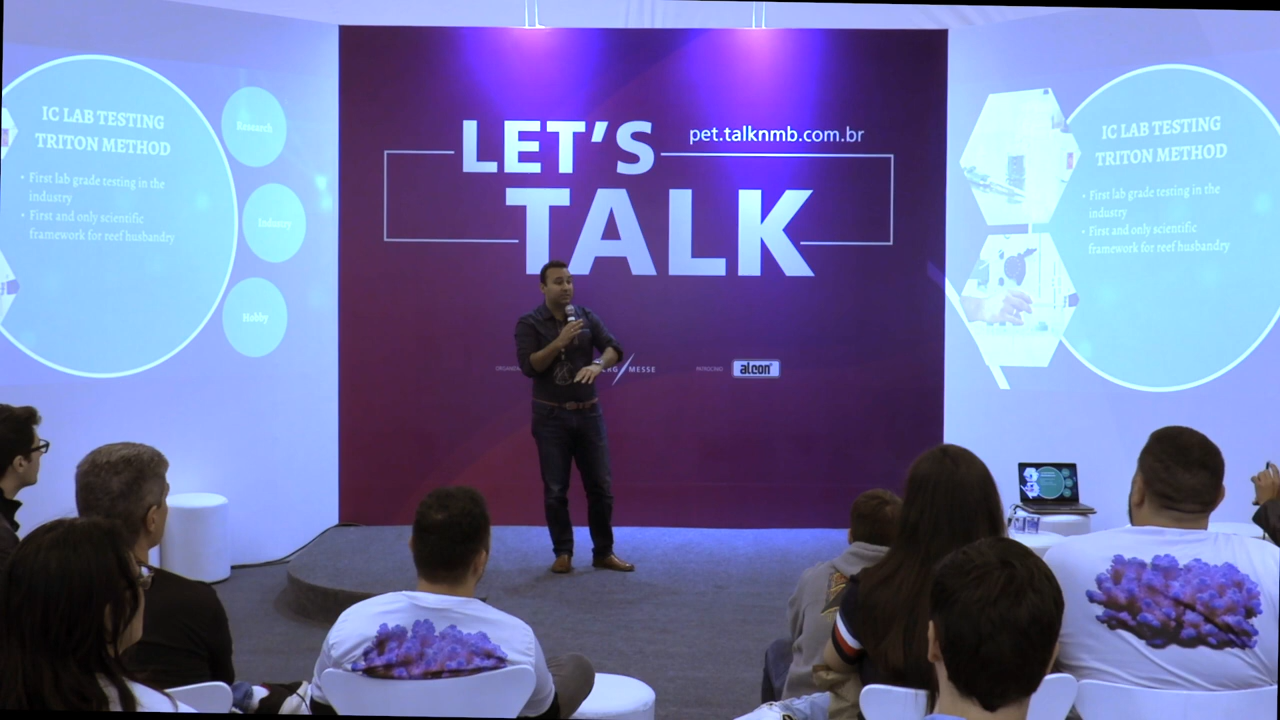 IC LAB TESTING
TRITON METHOD
• First lab grade testing in the
industry
• First and only scientific
framework for reef husbandry
Research
Industry
Hobby
LET'S
pet.talknmb.com.br
TALK
MESSE
PATROCÍNIO
alcon
IC LAB TESTING
TRITON METHOD
• First lab grade testing in the
industry
• First and only scientific
framework for reef husbandry